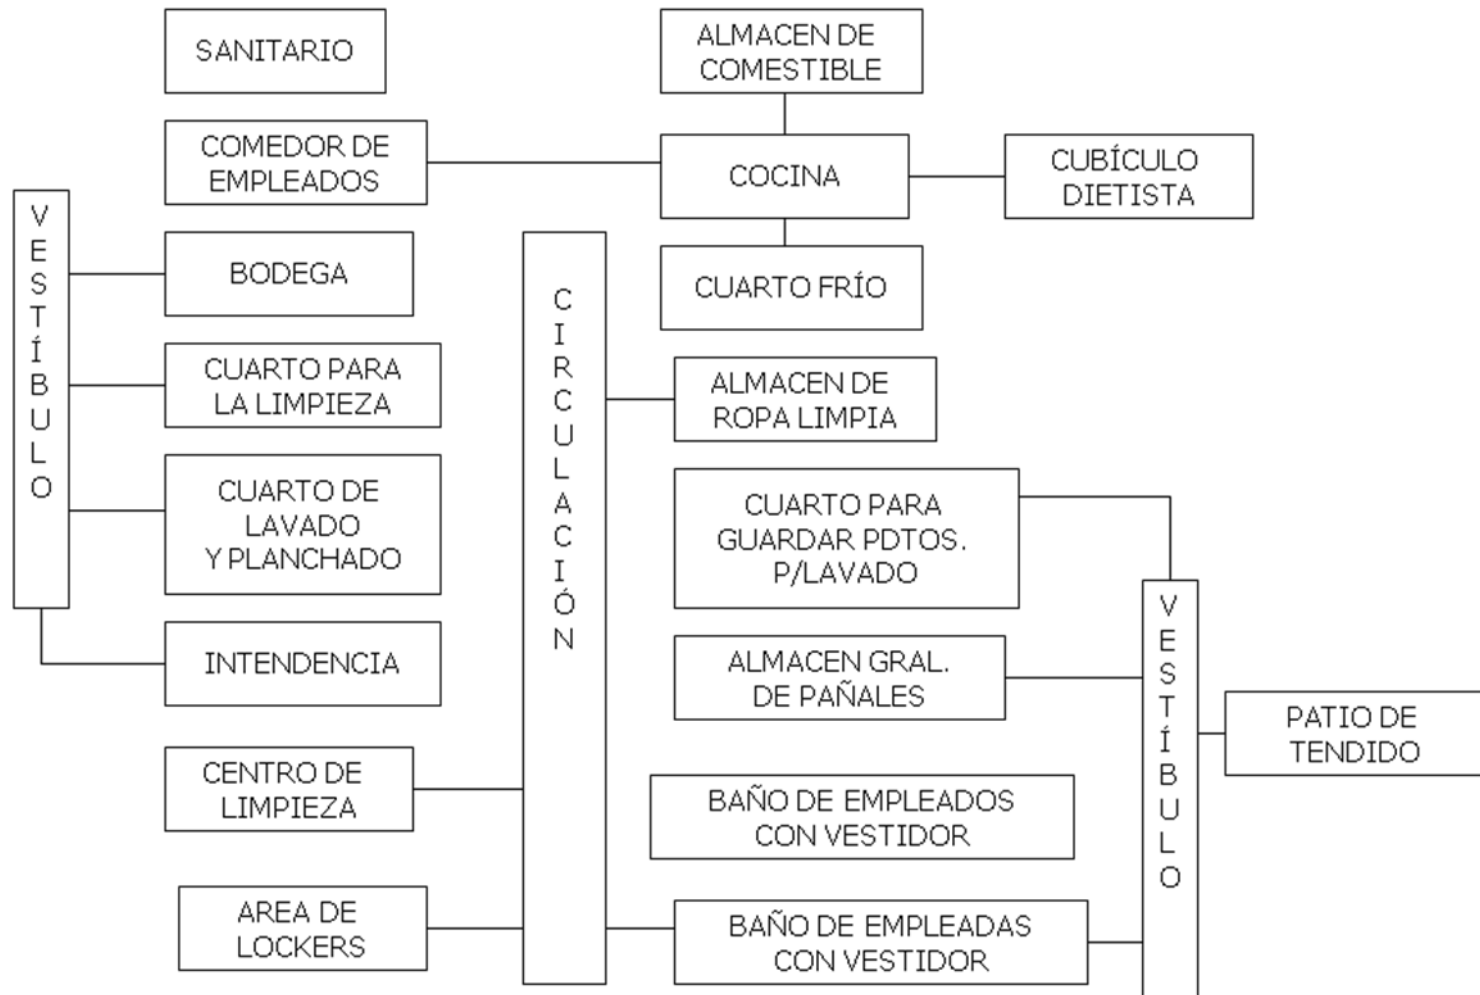 SANITARIO
ALMACEN DE
COMESTIBLE
COMEDOR DE
EMPLEADOS
COCINA
CUBÍCULO
DIETISTA
VESTÍBULO
BODEGA
CIRCULACIÓN
CUARTO FRÍO
CUARTO PARA
LA LIMPIEZA
ALMACEN DE
ROPA LIMPIA
CUARTO DE
LAVADO
Y PLANCHADO
CUARTO PARA
GUARDAR PDTOS.
P/LAVADO
VESTÍBULO
INTENDENCIA
ALMACEN GRAL.
DE PAÑALES
PATIO DE
TENDIDO
CENTRO DE
LIMPIEZA
BAÑO DE EMPLEADOS
CON VESTIDOR
AREA DE
LOCKERS
BAÑO DE EMPLEADAS
CON VESTIDOR